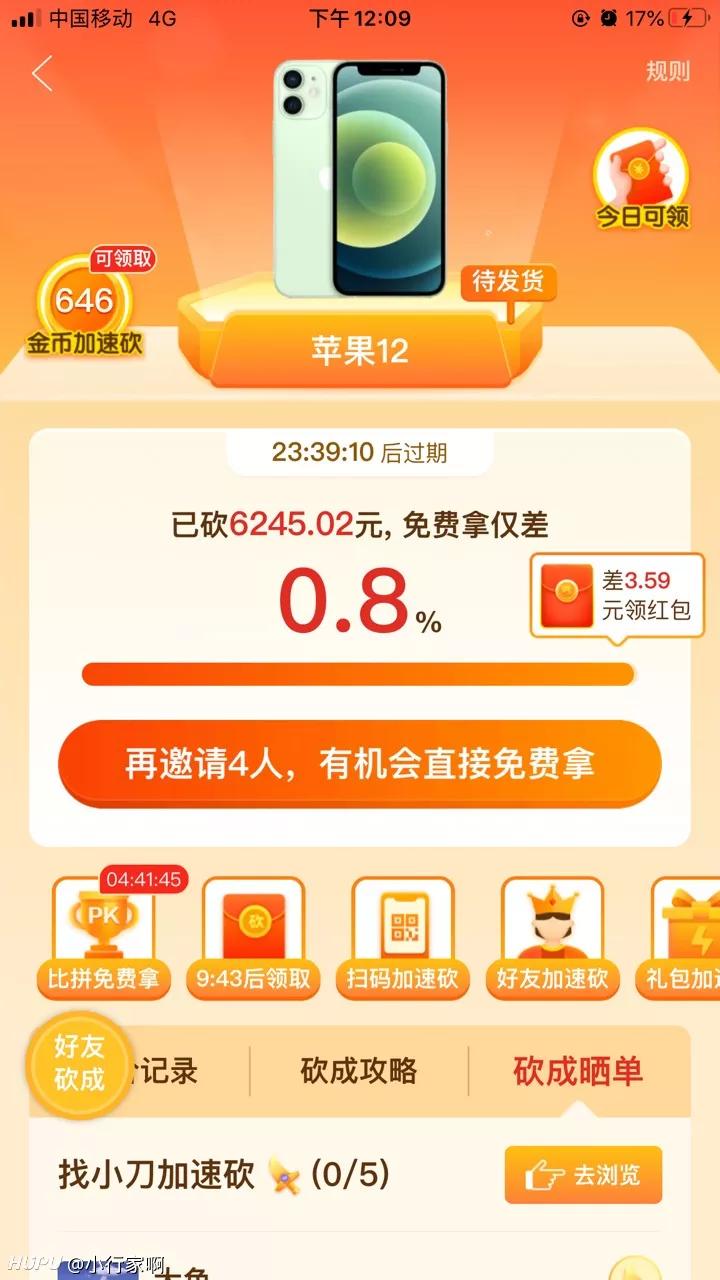 中国移动 4G 下午12:09 17%
规则
今日可领
可领取
646
金币加速砍
待发货
苹果12
23:39:10 后过期
已砍6245.02元, 免费拿仅差
0.8%
差3.59
元领红包
再邀请4人，有机会直接免费拿
04:41:45
PK
砍
比拼免费拿
9:43后领取
扫码加速砍
好友加速砍
礼包加
好友
砍成
记录
砍成攻略
砍成晒单
找小刀加速砍 (0/5)
去浏览
HUPU @小行家啊